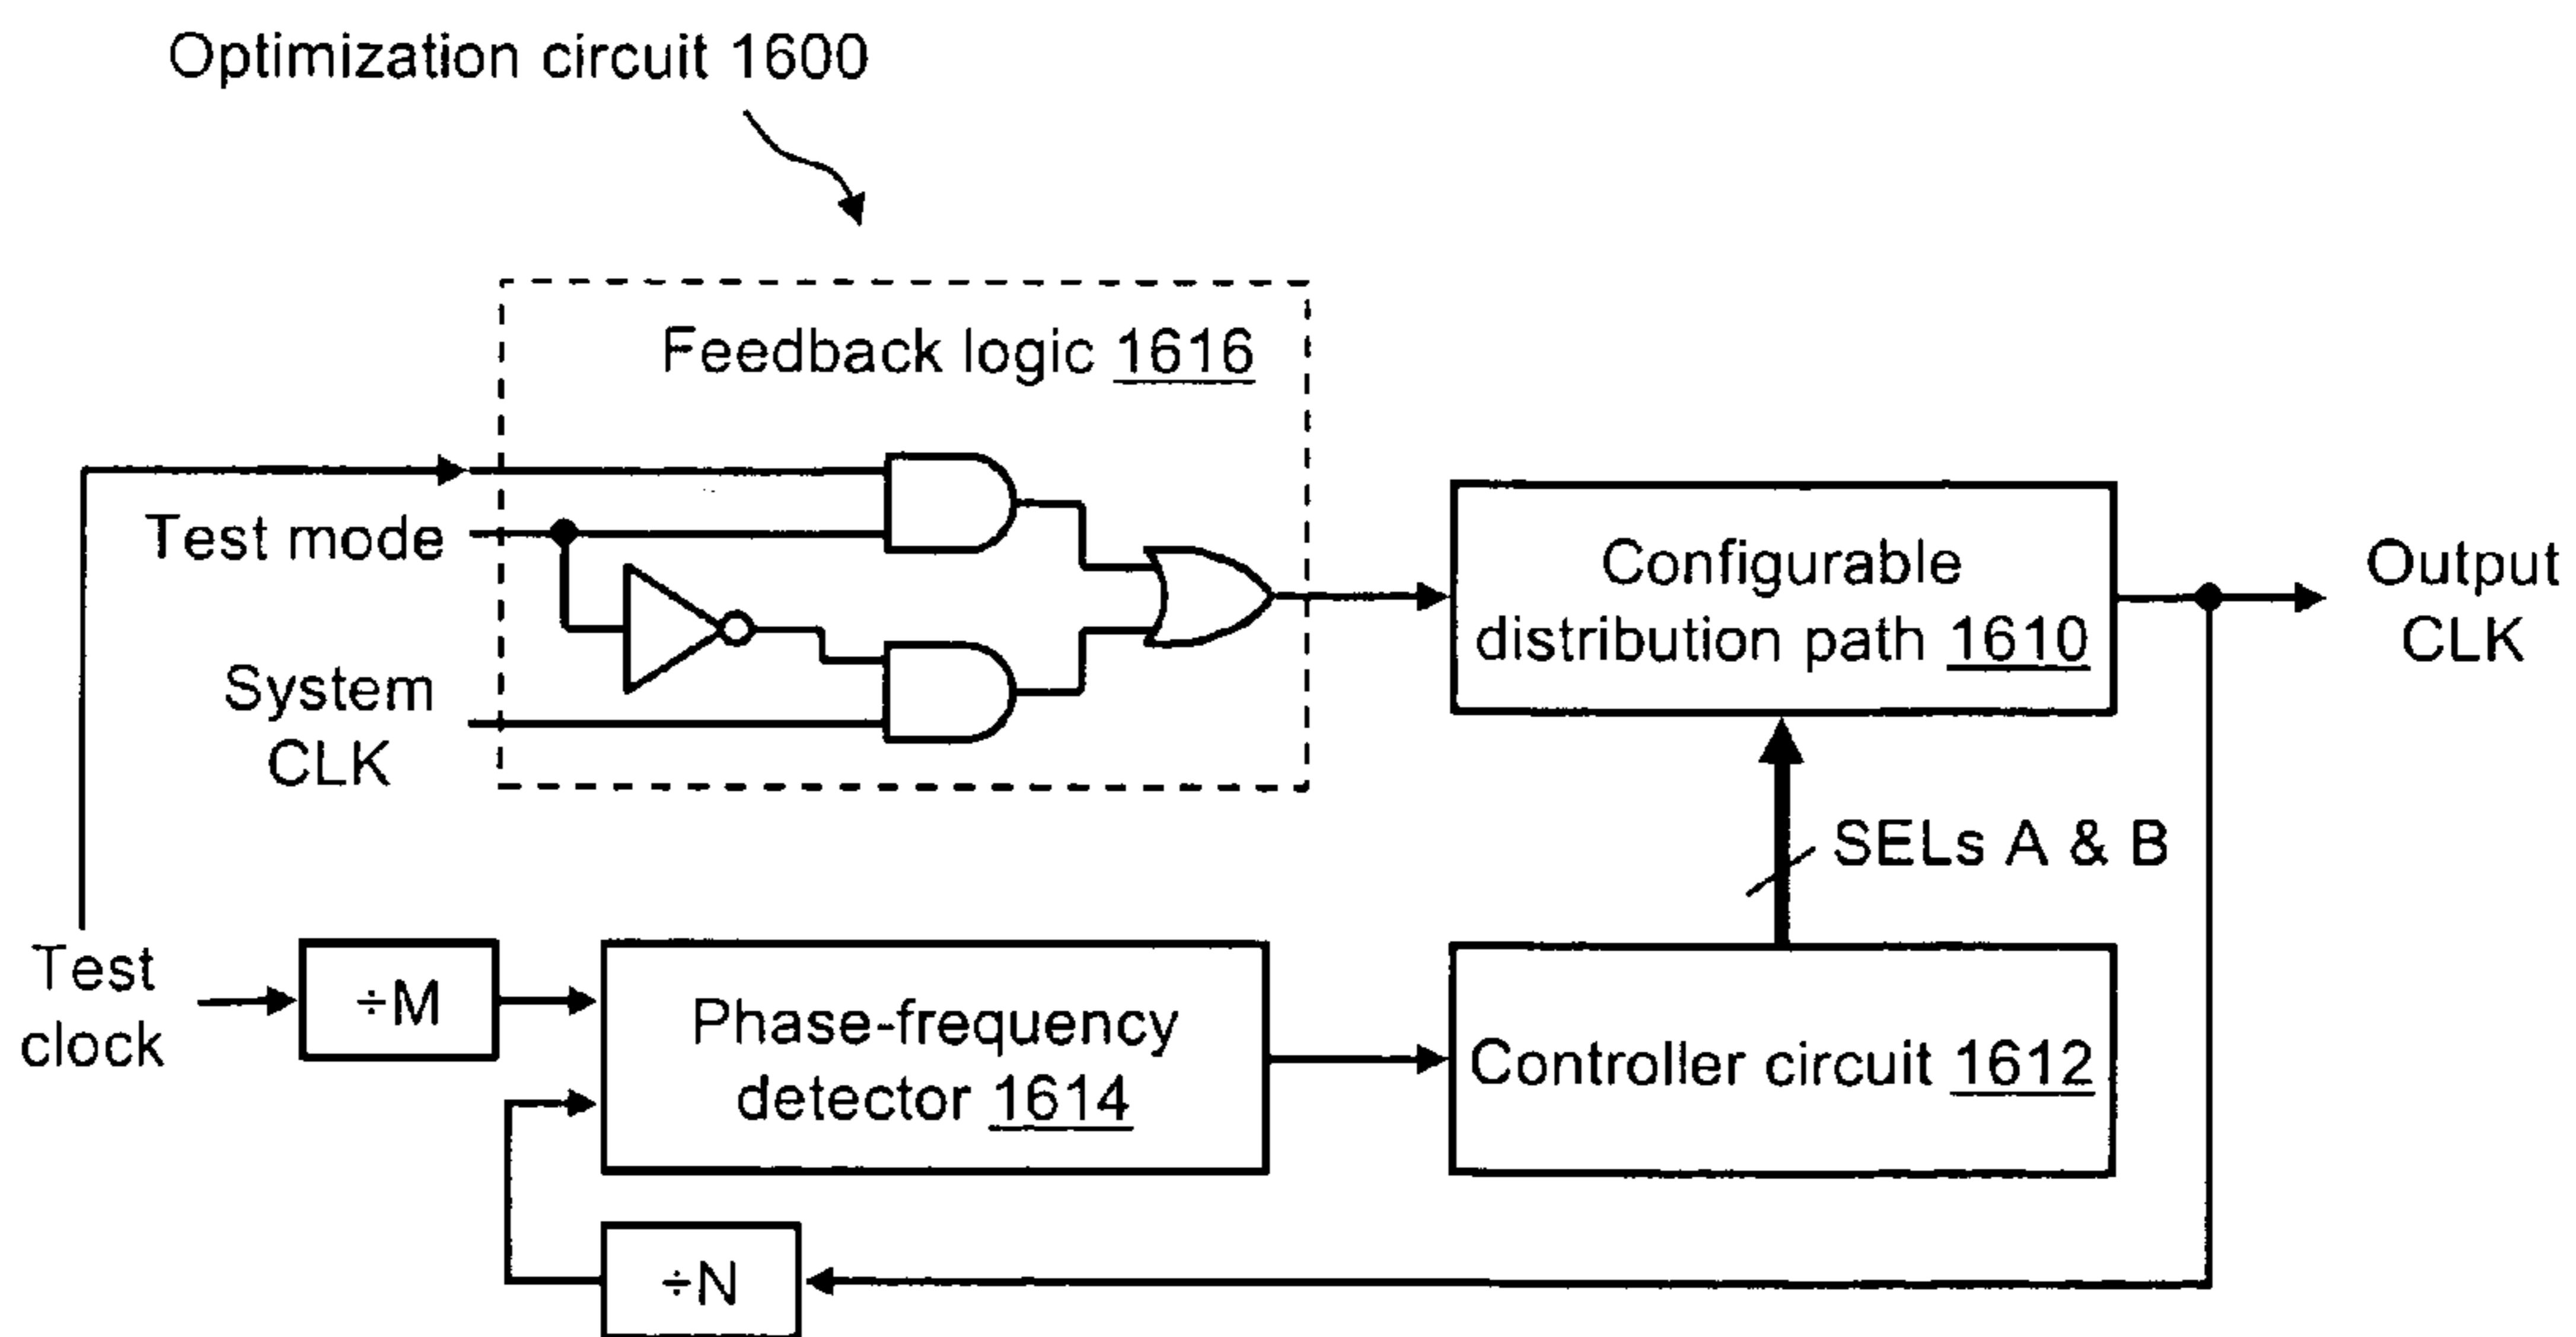 Optimization circuit 1600
Feedback logic 1616
Test mode
System
CLK
Configurable
distribution path 1610
Output
CLK
SELs A & B
Test
clock
÷M
Phase-frequency
detector 1614
Controller circuit 1612
÷N